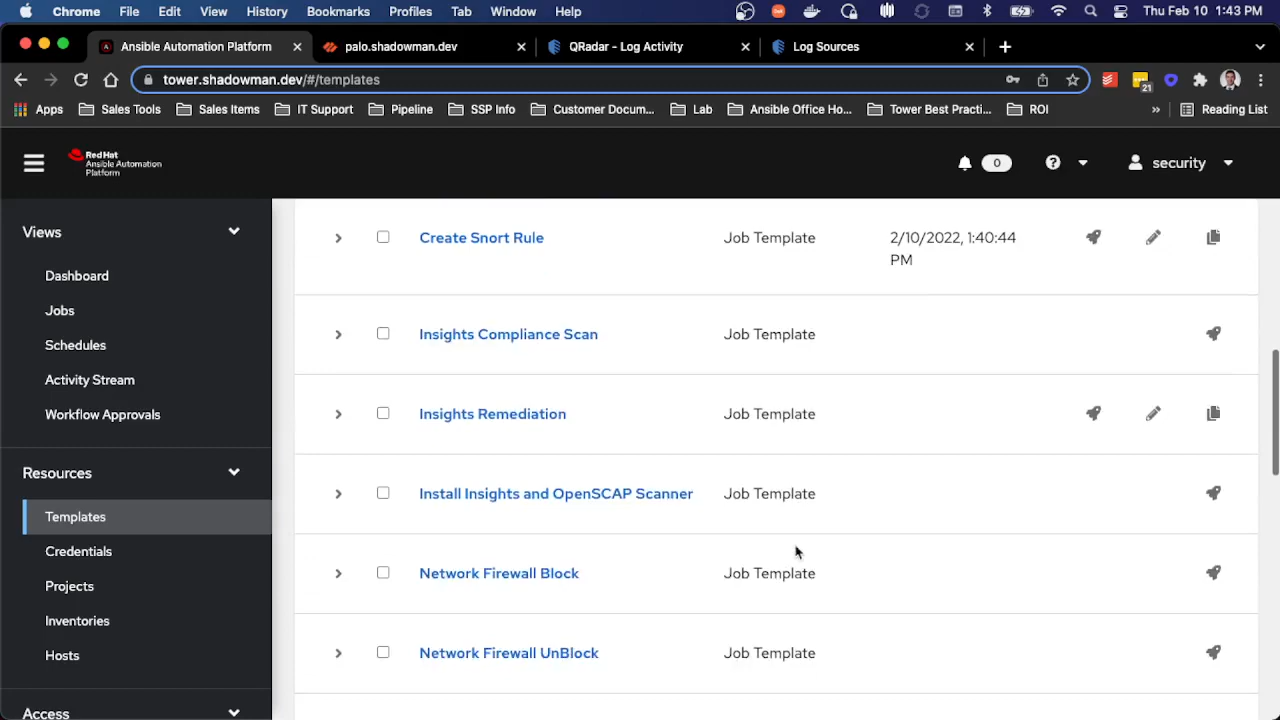 Chrome File Edit View History Bookmarks Profiles Tab Window Help Thu Feb 10 1:43 PM
Ansible Automation Platform palo.shadowman.dev QRadar - Log Activity Log Sources
tower.shadowman.dev/#/templates 21
Apps Sales Tools Sales Items IT Support Pipeline SSP Info Customer Docum... Lab Ansible Office Ho... Tower Best Practi... ROI » Reading List
Red Hat
Ansible Automation
Platform
0 security
Views
Dashboard
Jobs
Schedules
Activity Stream
Workflow Approvals
Resources
Templates
Credentials
Projects
Inventories
Hosts
Access
Create Snort Rule Job Template 2/10/2022, 1:40:44
PM
Insights Compliance Scan Job Template
Insights Remediation Job Template
Install Insights and OpenSCAP Scanner Job Template
Network Firewall Block Job Template
Network Firewall UnBlock Job Template